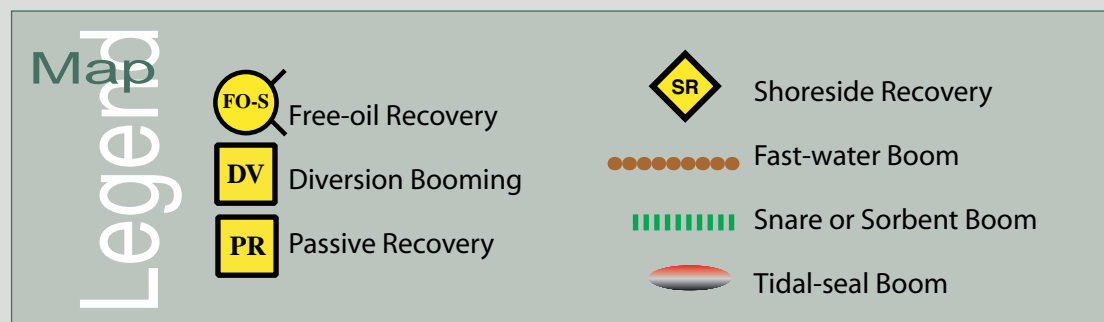 Map
Legend
FO-S Free-oil Recovery
DV Diversion Booming
PR Passive Recovery
SR Shoreside Recovery
Fast-water Boom
Snare or Sorbent Boom
Tidal-seal Boom